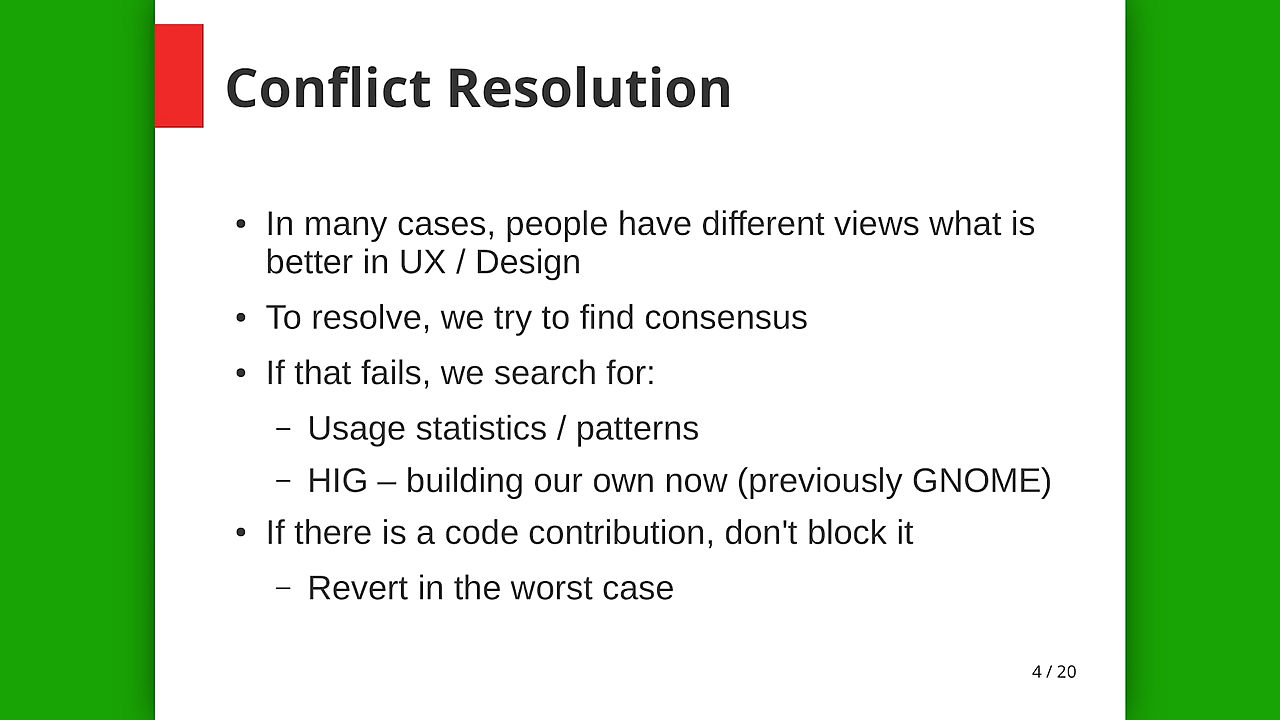 Conflict Resolution
• In many cases, people have different views what is
better in UX / Design
• To resolve, we try to find consensus
• If that fails, we search for:
– Usage statistics / patterns
– HIG – building our own now (previously GNOME)
• If there is a code contribution, don't block it
– Revert in the worst case
4 / 20